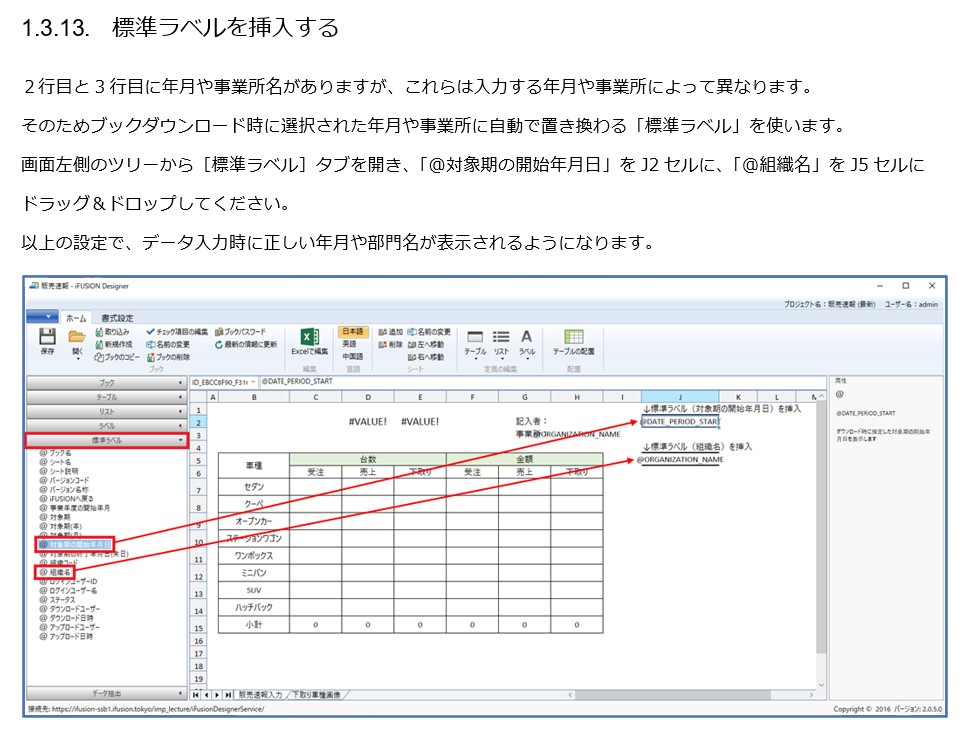 1.3.13. 標準ラベルを挿入する
２行目と３行目に年月や事業所名がありますが、これらは入力する年月や事業所によって異なります。
そのためブックダウンロード時に選択された年月や事業所に自動で置き換わる「標準ラベル」を使います。
画面左側のツリーから［標準ラベル］タブを開き、「@対象期の開始年月日」を J2 セルに、「@組織名」を J5 セルに
ドラッグ＆ドロップしてください。
以上の設定で、データ入力時に正しい年月や部門名が表示されるようになります。
販売速報 - iFUSION Designer
プロジェクト名：販売速報 (最新) ユーザー名：admin
ホーム 書式設定
保存 開く
取り込み チェック項目の編集 ブックパスワード
新規作成 名前の変更 最新の情報に更新
ブックのコピー ブックの削除
ブック
Excelで編集
編集
日本語
英語
中国語
言語
追加 名前の変更
削除 左へ移動
右へ移動
シート
テーブル リスト ラベル
定義の編集
テーブルの配置
配置
ブック
テーブル
リスト
ラベル
標準ラベル
@ ブック名
@ シート名
@ シート説明
@ バージョンコード
@ バージョン名称
@ iFUSIONへ戻る
@ 事業年度の開始年月
@ 対象期
@ 対象期(年)
@ 対象期(月)
@ 対象期の開始年月日
@ 対象期の終了年月日(末日)
@ 組織コード
@ 組織名
@ ログインユーザーID
@ ログインユーザー名
@ ステータス
@ ダウンロードユーザー
@ ダウンロード日時
@ アップロードユーザー
@ アップロード日時
データ抽出
@DATE_PERIOD_START
A B C D E F G H I J K L
1 ↓標準ラベル（対象期の開始年月日）を挿入
2 #VALUE! #VALUE! 記入者： @DATE_PERIOD_START
3 ORGANIZATION_NAME
4 ↓標準ラベル（組織名）を挿入
5 車種 台数 金額 @ORGANIZATION_NAME
6 受注 売上 下取り 受注 売上 下取り
7 セダン
8 クーペ
9 オープンカー
10 ステーションワゴン
11 ワンボックス
12 ミニバン
13 SUV
14 ハッチバック
15 小計 0 0 0 0 0 0
16
17
18
19
販売速報入力 下取り車種画像
属性
@
@DATE_PERIOD_START
ダウンロード時に指定した対象期の開始年
月日を表示します
接続先: https://ifusion-ssb1.ifusion.tokyo/imp_lecture/iFusionDesignerService/
Copyright © 2016 バージョン: 2.0.5.0